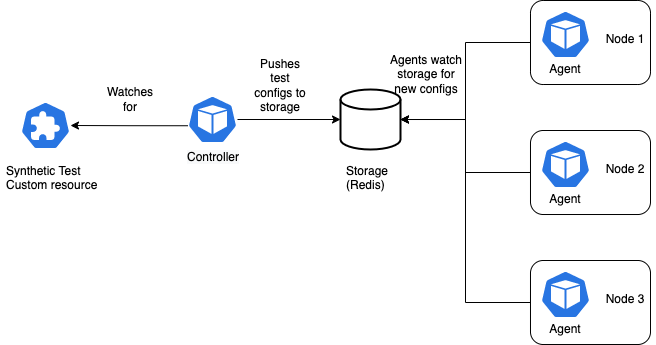 Synthetic Test
Custom resource
Watches
for
Controller
Pushes
test
configs to
storage
Storage
(Redis)
Agents watch
storage for
new configs
Agent
Node 1
Agent
Node 2
Agent
Node 3